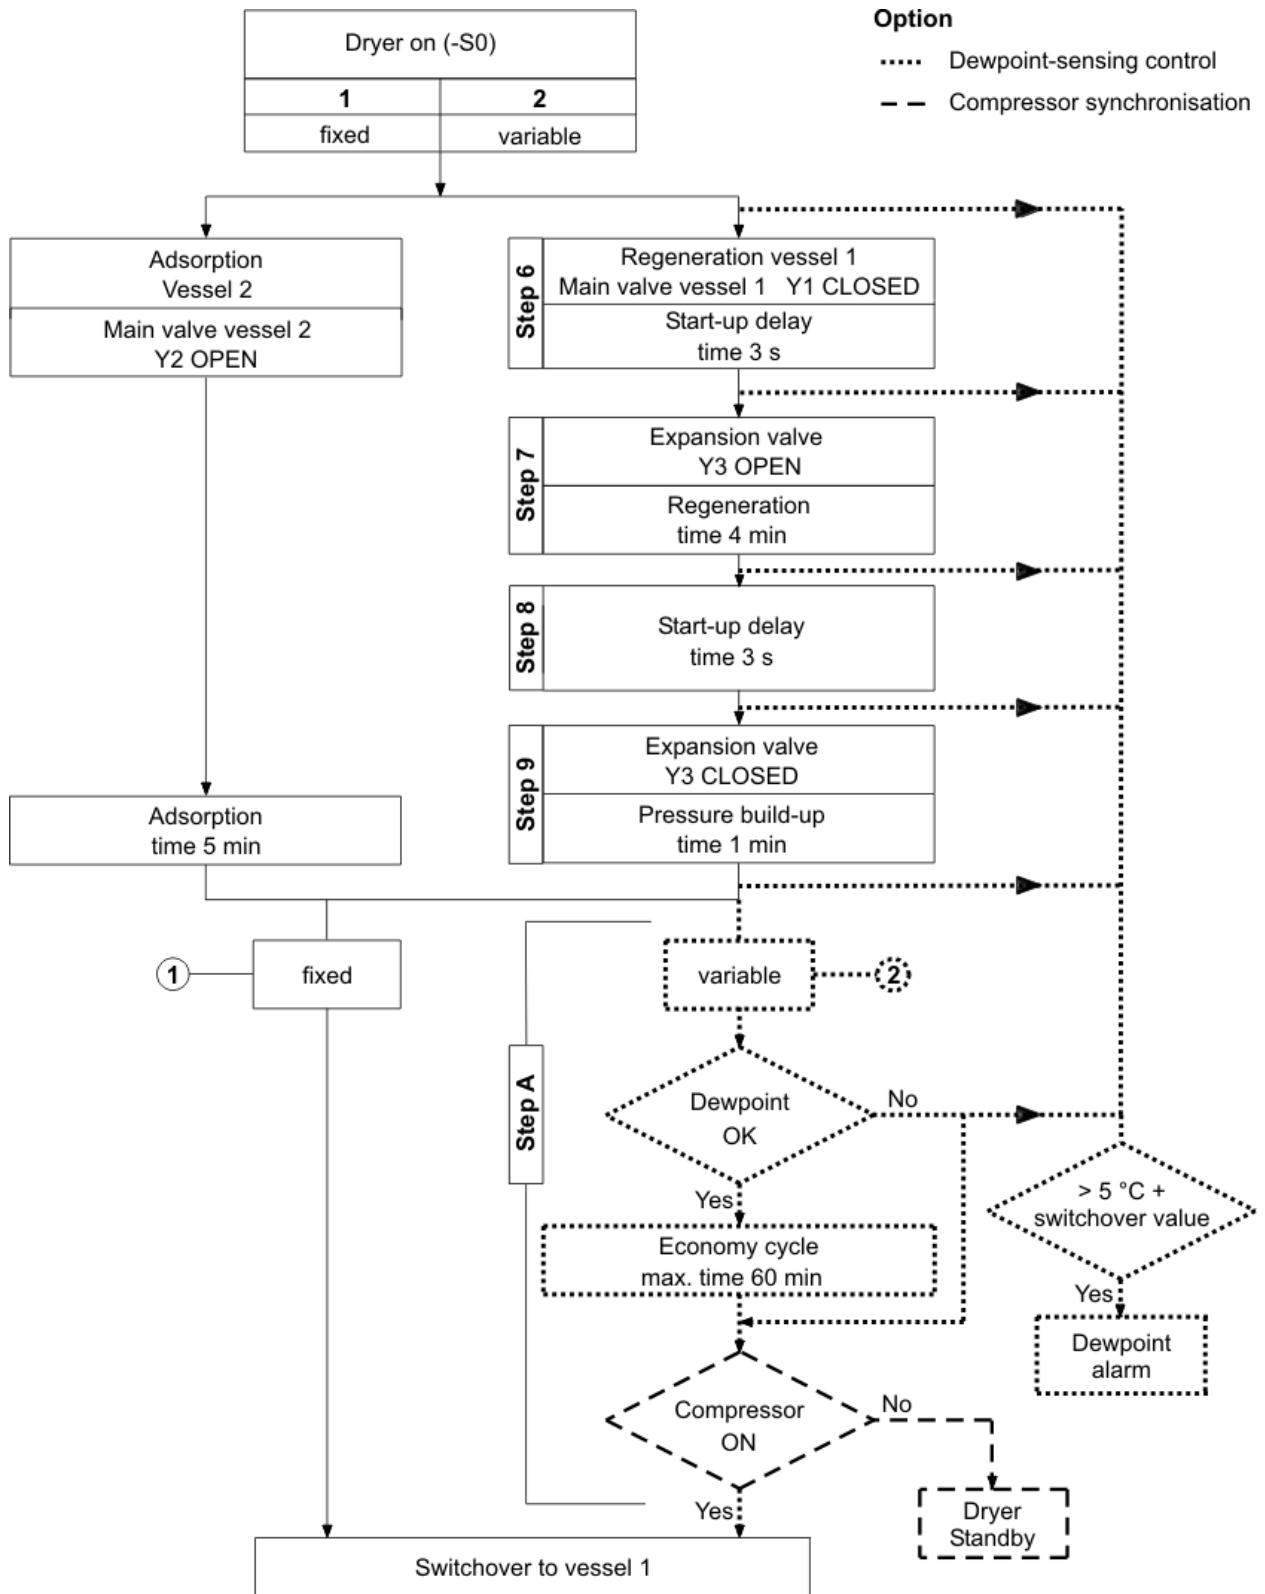 Option
Dewpoint-sensing control
Compressor synchronisation
Dryer on (-S0)
1
2
fixed
variable
Adsorption
Vessel 2
Main valve vessel 2
Y2 OPEN
Step 6
Regeneration vessel 1
Main valve vessel 1 Y1 CLOSED
Start-up delay
time 3 s
Step 7
Expansion valve
Y3 OPEN
Regeneration
time 4 min
Step 8
Start-up delay
time 3 s
Step 9
Expansion valve
Y3 CLOSED
Pressure build-up
time 1 min
Adsorption
time 5 min
1
fixed
variable
2
Step A
Dewpoint
OK
No
Yes
> 5 °C +
switchover value
Yes
Dewpoint
alarm
Economy cycle
max. time 60 min
Compressor
ON
No
Yes
Dryer
Standby
Switchover to vessel 1